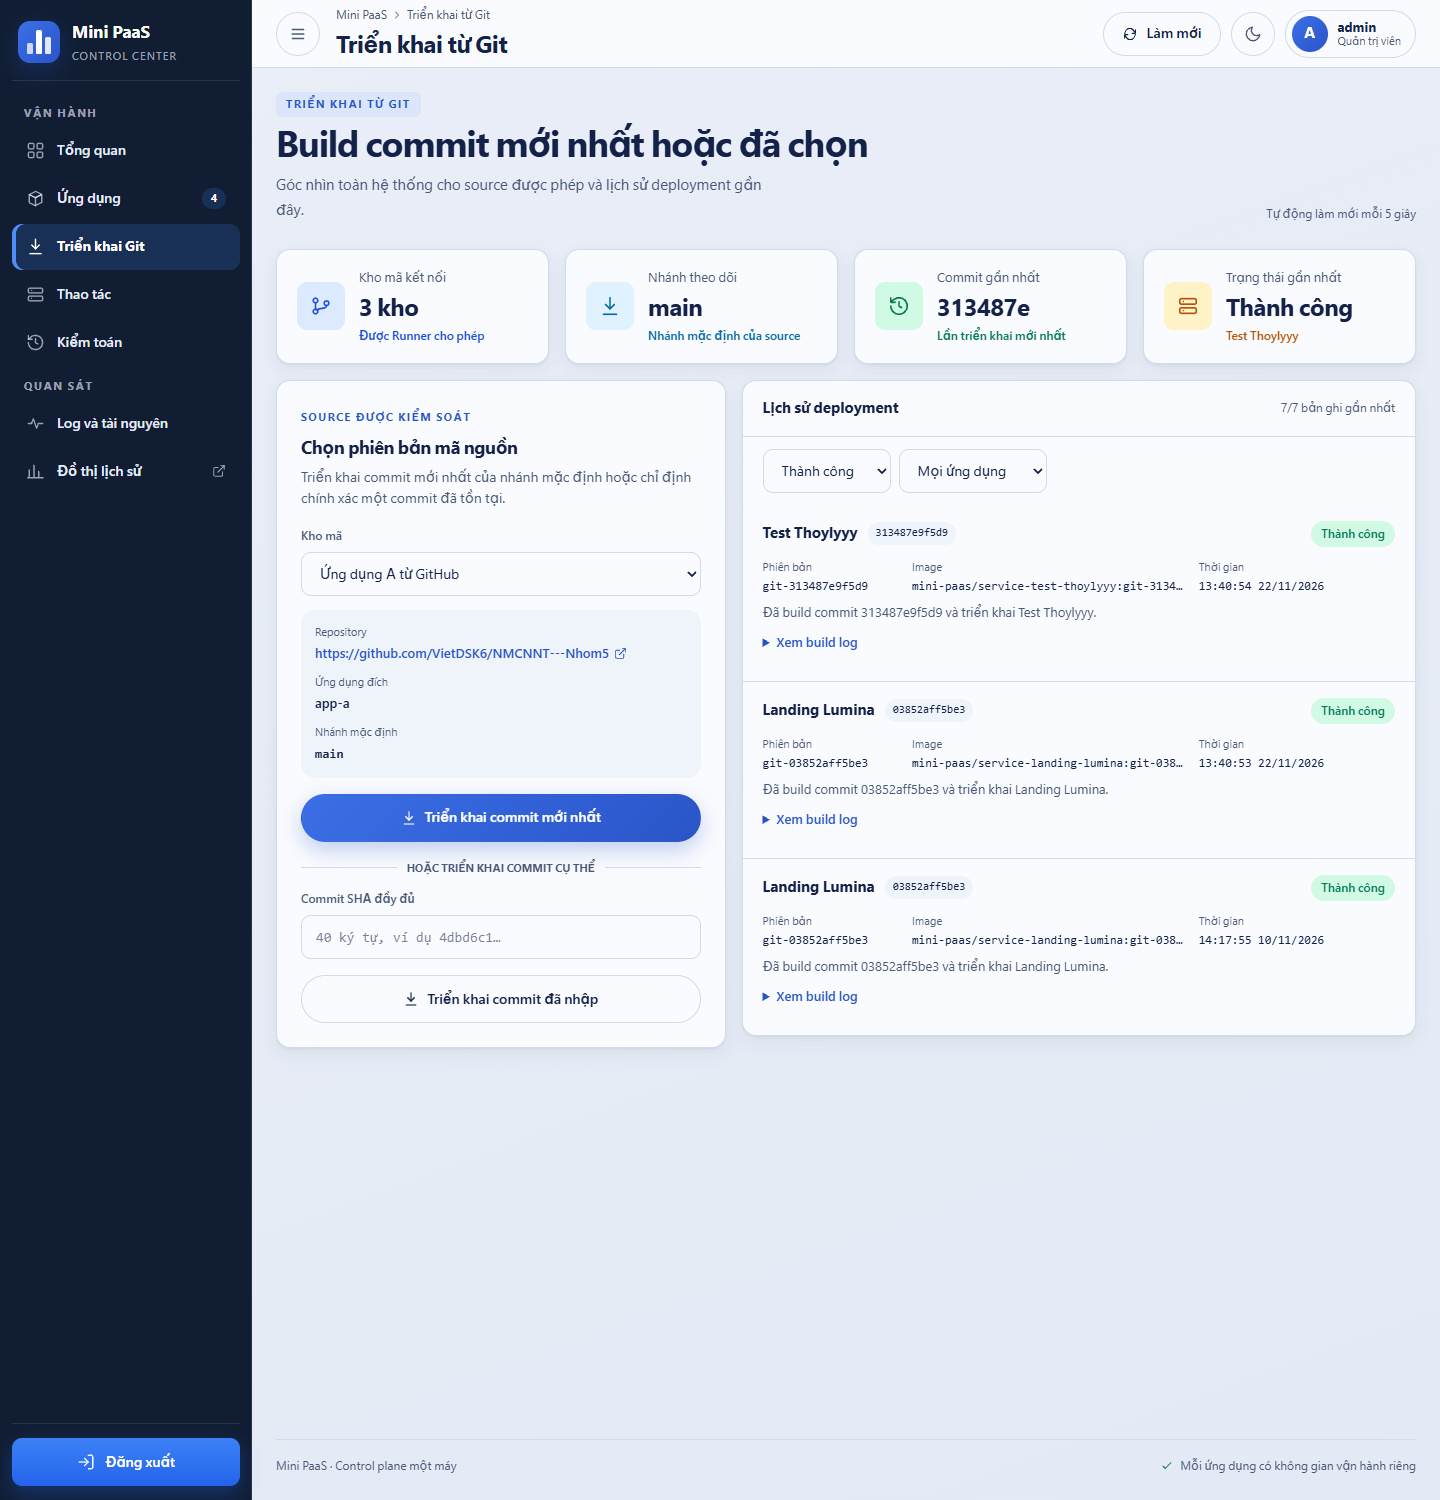 Mini PaaS
CONTROL CENTER
VẬN HÀNH
Tổng quan
Ứng dụng 4
Triển khai Git
Thao tác
Kiểm toán
QUAN SÁT
Log và tài nguyên
Đồ thị lịch sử
Đăng xuất
Mini PaaS > Triển khai từ Git
Triển khai từ Git
Làm mới
A
admin
Quản trị viên
TRIỂN KHAI TỪ GIT
Build commit mới nhất hoặc đã chọn
Góc nhìn toàn hệ thống cho source được phép và lịch sử deployment gần
đây.
Tự động làm mới mỗi 5 giây
Kho mã kết nối
3 kho
Được Runner cho phép
Nhánh theo dõi
main
Nhánh mặc định của source
Commit gần nhất
313487e
Lần triển khai mới nhất
Trạng thái gần nhất
Thành công
Test Thoylyyy
SOURCE ĐƯỢC KIỂM SOÁT
Chọn phiên bản mã nguồn
Triển khai commit mới nhất của nhánh mặc định hoặc chỉ định
chính xác một commit đã tồn tại.
Kho mã
Ứng dụng A từ GitHub
Repository
https://github.com/VietDSK6/NMCNNT---Nhom5
Ứng dụng đích
app-a
Nhánh mặc định
main
Triển khai commit mới nhất
HOẶC TRIỂN KHAI COMMIT CỤ THỂ
Commit SHA đầy đủ
40 ký tự, ví dụ 4dbd6c1…
Triển khai commit đã nhập
Lịch sử deployment
7/7 bản ghi gần nhất
Thành công
Mọi ứng dụng
Test Thoylyyy 313487e9f5d9 Thành công
Phiên bản Image Thời gian
git-313487e9f5d9 mini-paas/service-test-thoylyyy:git-3134… 13:40:54 22/11/2026
Đã build commit 313487e9f5d9 và triển khai Test Thoylyyy.
Xem build log
Landing Lumina 03852aff5be3 Thành công
Phiên bản Image Thời gian
git-03852aff5be3 mini-paas/service-landing-lumina:git-038… 13:40:53 22/11/2026
Đã build commit 03852aff5be3 và triển khai Landing Lumina.
Xem build log
Landing Lumina 03852aff5be3 Thành công
Phiên bản Image Thời gian
git-03852aff5be3 mini-paas/service-landing-lumina:git-038… 14:17:55 10/11/2026
Đã build commit 03852aff5be3 và triển khai Landing Lumina.
Xem build log
Mini PaaS · Control plane một máy
Mỗi ứng dụng có không gian vận hành riêng